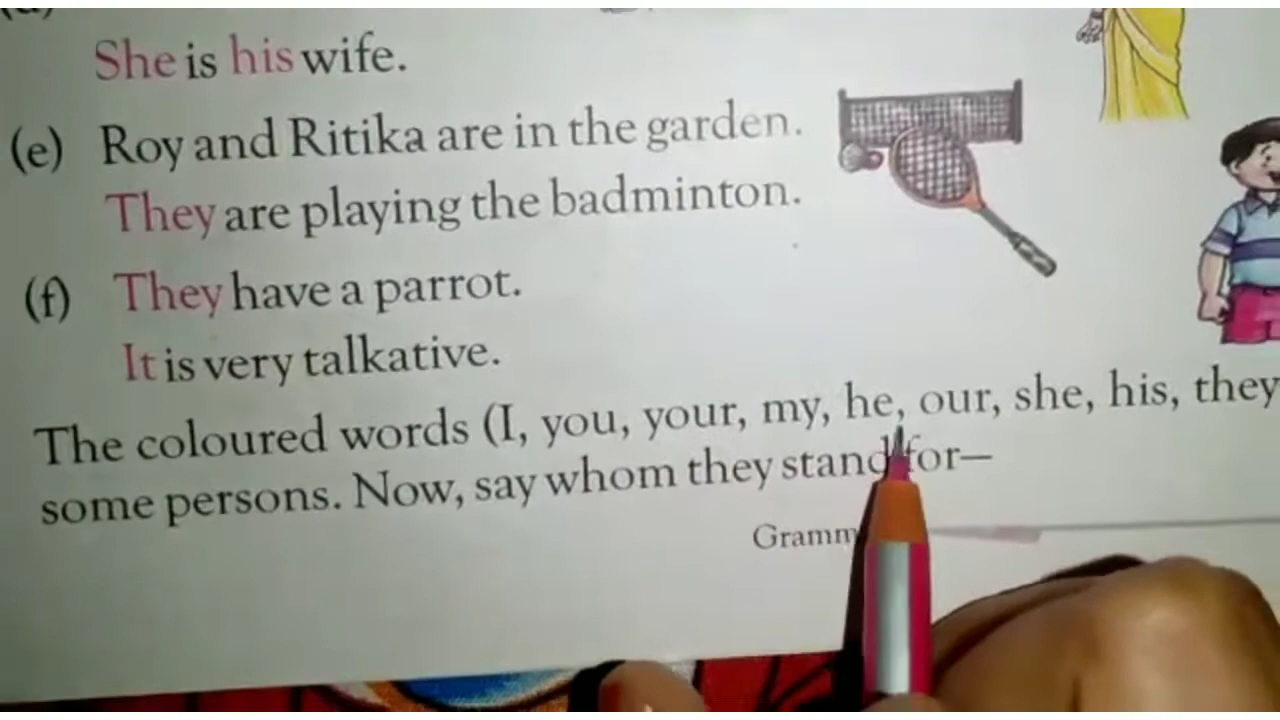 She is his wife.
(e) Roy and Ritika are in the garden.
They are playing the badminton.
(f) They have a parrot.
It is very talkative.
The coloured words (I, you, your, my, he, our, she, his, they
some persons. Now, say whom they stand for—